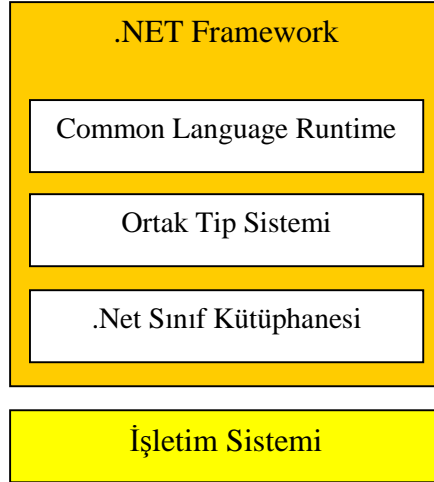 .NET Framework
Common Language Runtime
Ortak Tip Sistemi
.Net Sınıf Kütüphanesi
İşletim Sistemi